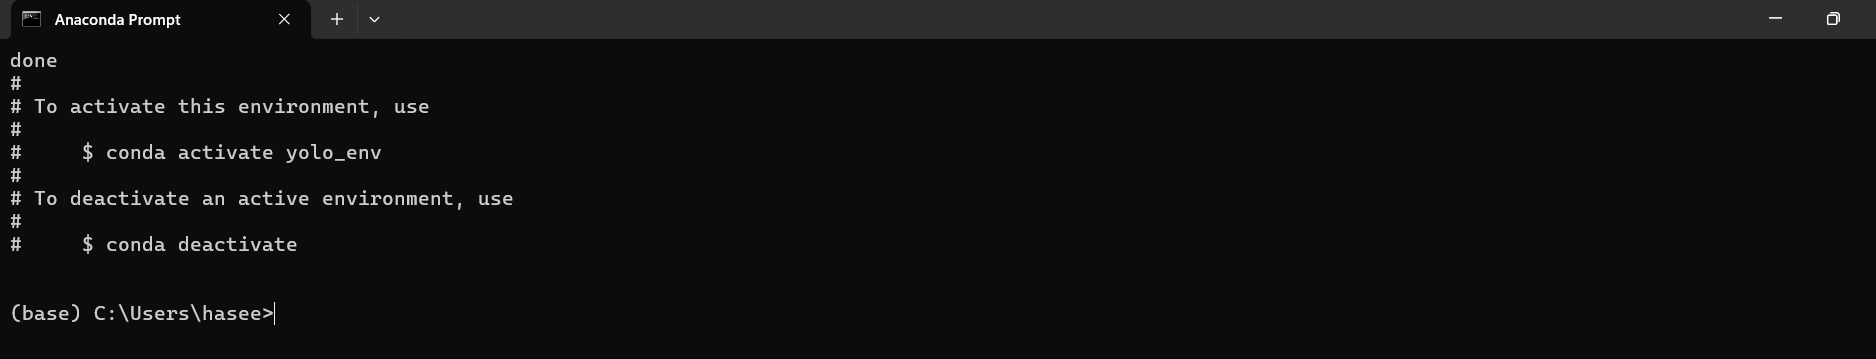 Anaconda Prompt
done
#
# To activate this environment, use
#
#     $ conda activate yolo_env
#
# To deactivate an active environment, use
#
#     $ conda deactivate
(base) C:\Users\hasee>